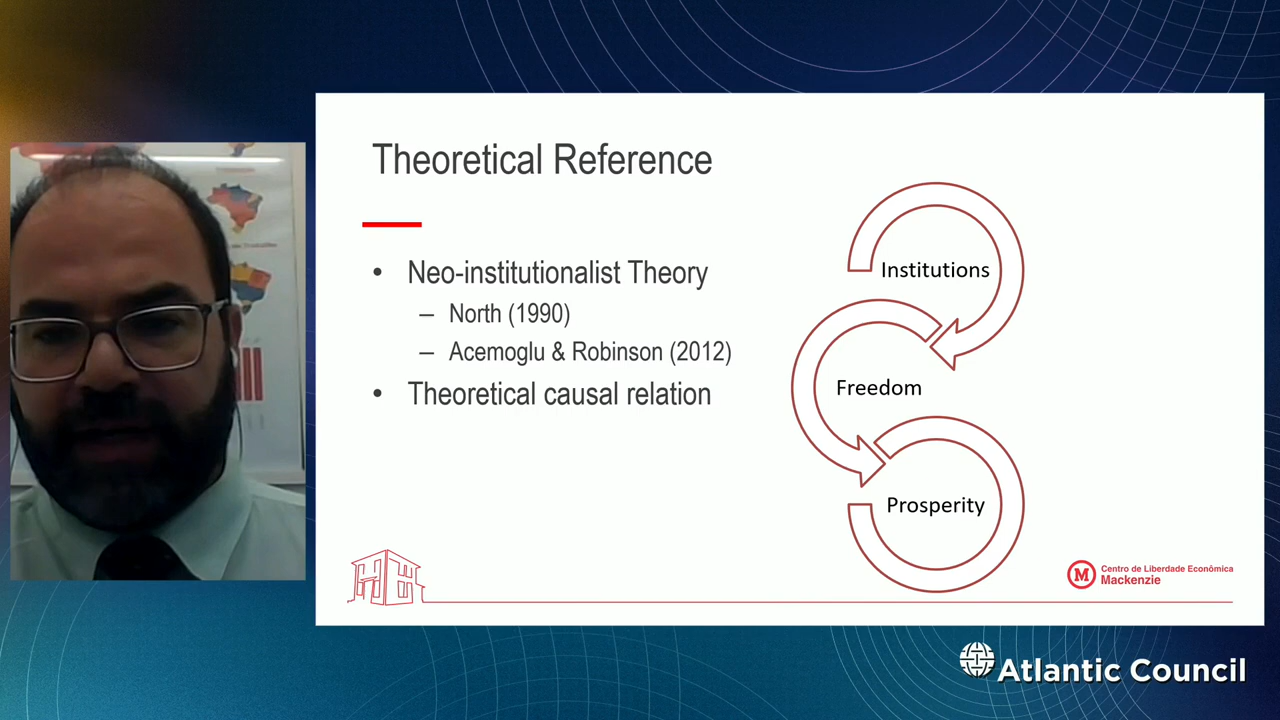 Theoretical Reference
• Neo-institutionalist Theory
– North (1990)
– Acemoglu & Robinson (2012)
• Theoretical causal relation
Institutions
Freedom
Prosperity
Centro de Liberdade Econômica
Mackenzie
Atlantic Council